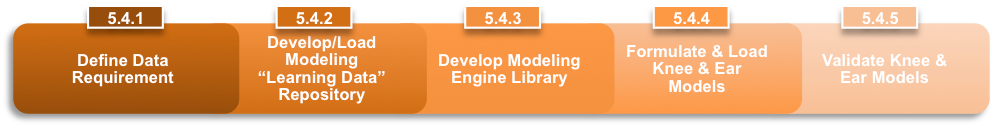 5.4.1
Define Data
Requirement
5.4.2
Develop/Load
Modeling
“Learning Data”
Repository
5.4.3
Develop Modeling
Engine Library
5.4.4
Formulate & Load
Knee & Ear
Models
5.4.5
Validate Knee &
Ear Models